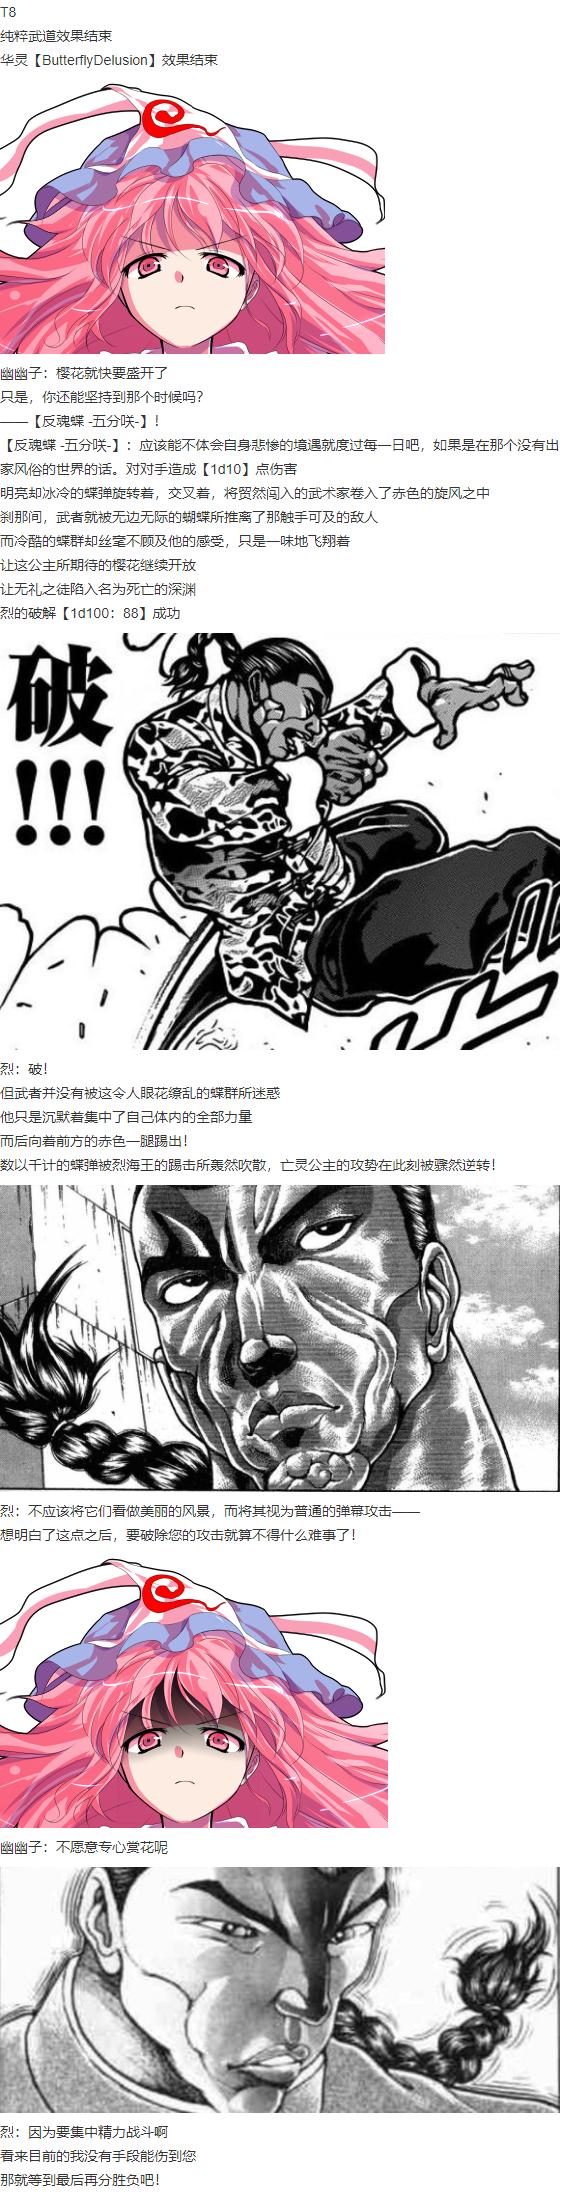 T8
纯粹武道效果结束
华灵【ButterflyDelusion】效果结束
幽幽子：樱花就快要盛开了
只是，你还能坚持到那个时候吗？
——【反魂蝶 -五分咲-】！
【反魂蝶 -五分咲-】：应该能不体会自身悲惨的境遇就度过每一日吧，如果是在那个没有出
家风俗的世界的话。对对手造成【1d10】点伤害
明亮却冰冷的蝶弹旋转着，交叉着，将贸然闯入的武术家卷入了赤色的旋风之中
刹那间，武者就被无边无际的蝴蝶所推离了那触手可及的敌人
而冷酷的蝶群却丝毫不顾及他的感受，只是一味地飞翔着
让这公主所期待的樱花继续开放
让无礼之徒陷入名为死亡的深渊
烈的破解【1d100：88】成功
破
！！！
烈：破！
但武者并没有被这令人眼花缭乱的蝶群所迷惑
他只是沉默着集中了自己体内的全部力量
而后向着前方的赤色一腿踢出！
数以千计的蝶弹被烈海王的踢击所轰然吹散，亡灵公主的攻势在此刻被骤然逆转！
烈：不应该将它们看做美丽的风景，而将其视为普通的弹幕攻击——
想明白了这点之后，要破除您的攻击就算不得什么难事了！
幽幽子：不愿意专心赏花呢
烈：因为要集中精力战斗啊
看来目前的我没有手段能伤到您
那就等到最后再分胜负吧！